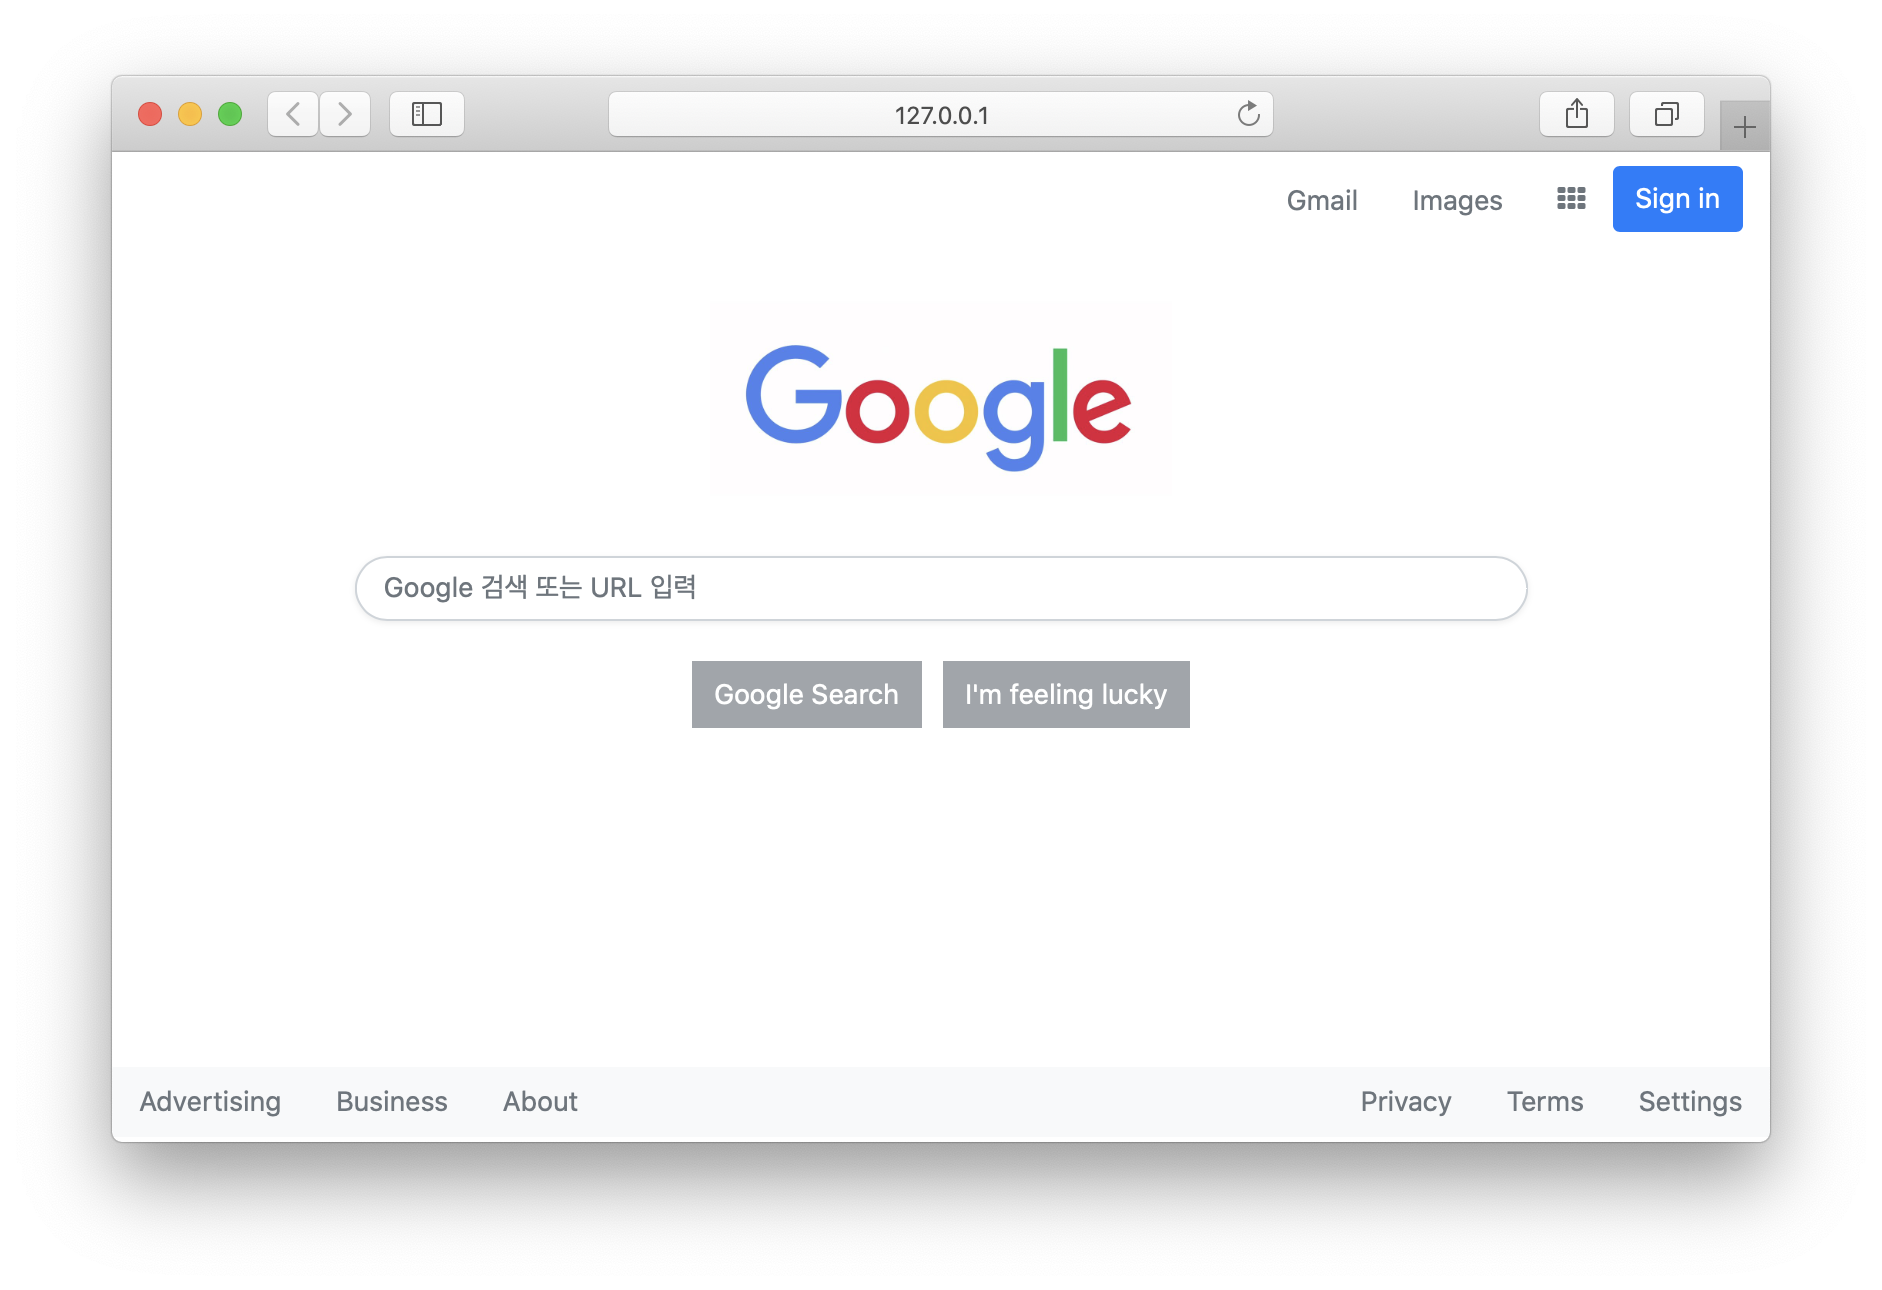 127.0.0.1
Gmail Images Sign in
Google
Google 검색 또는 URL 입력
Google Search I'm feeling lucky
Advertising Business About Privacy Terms Settings